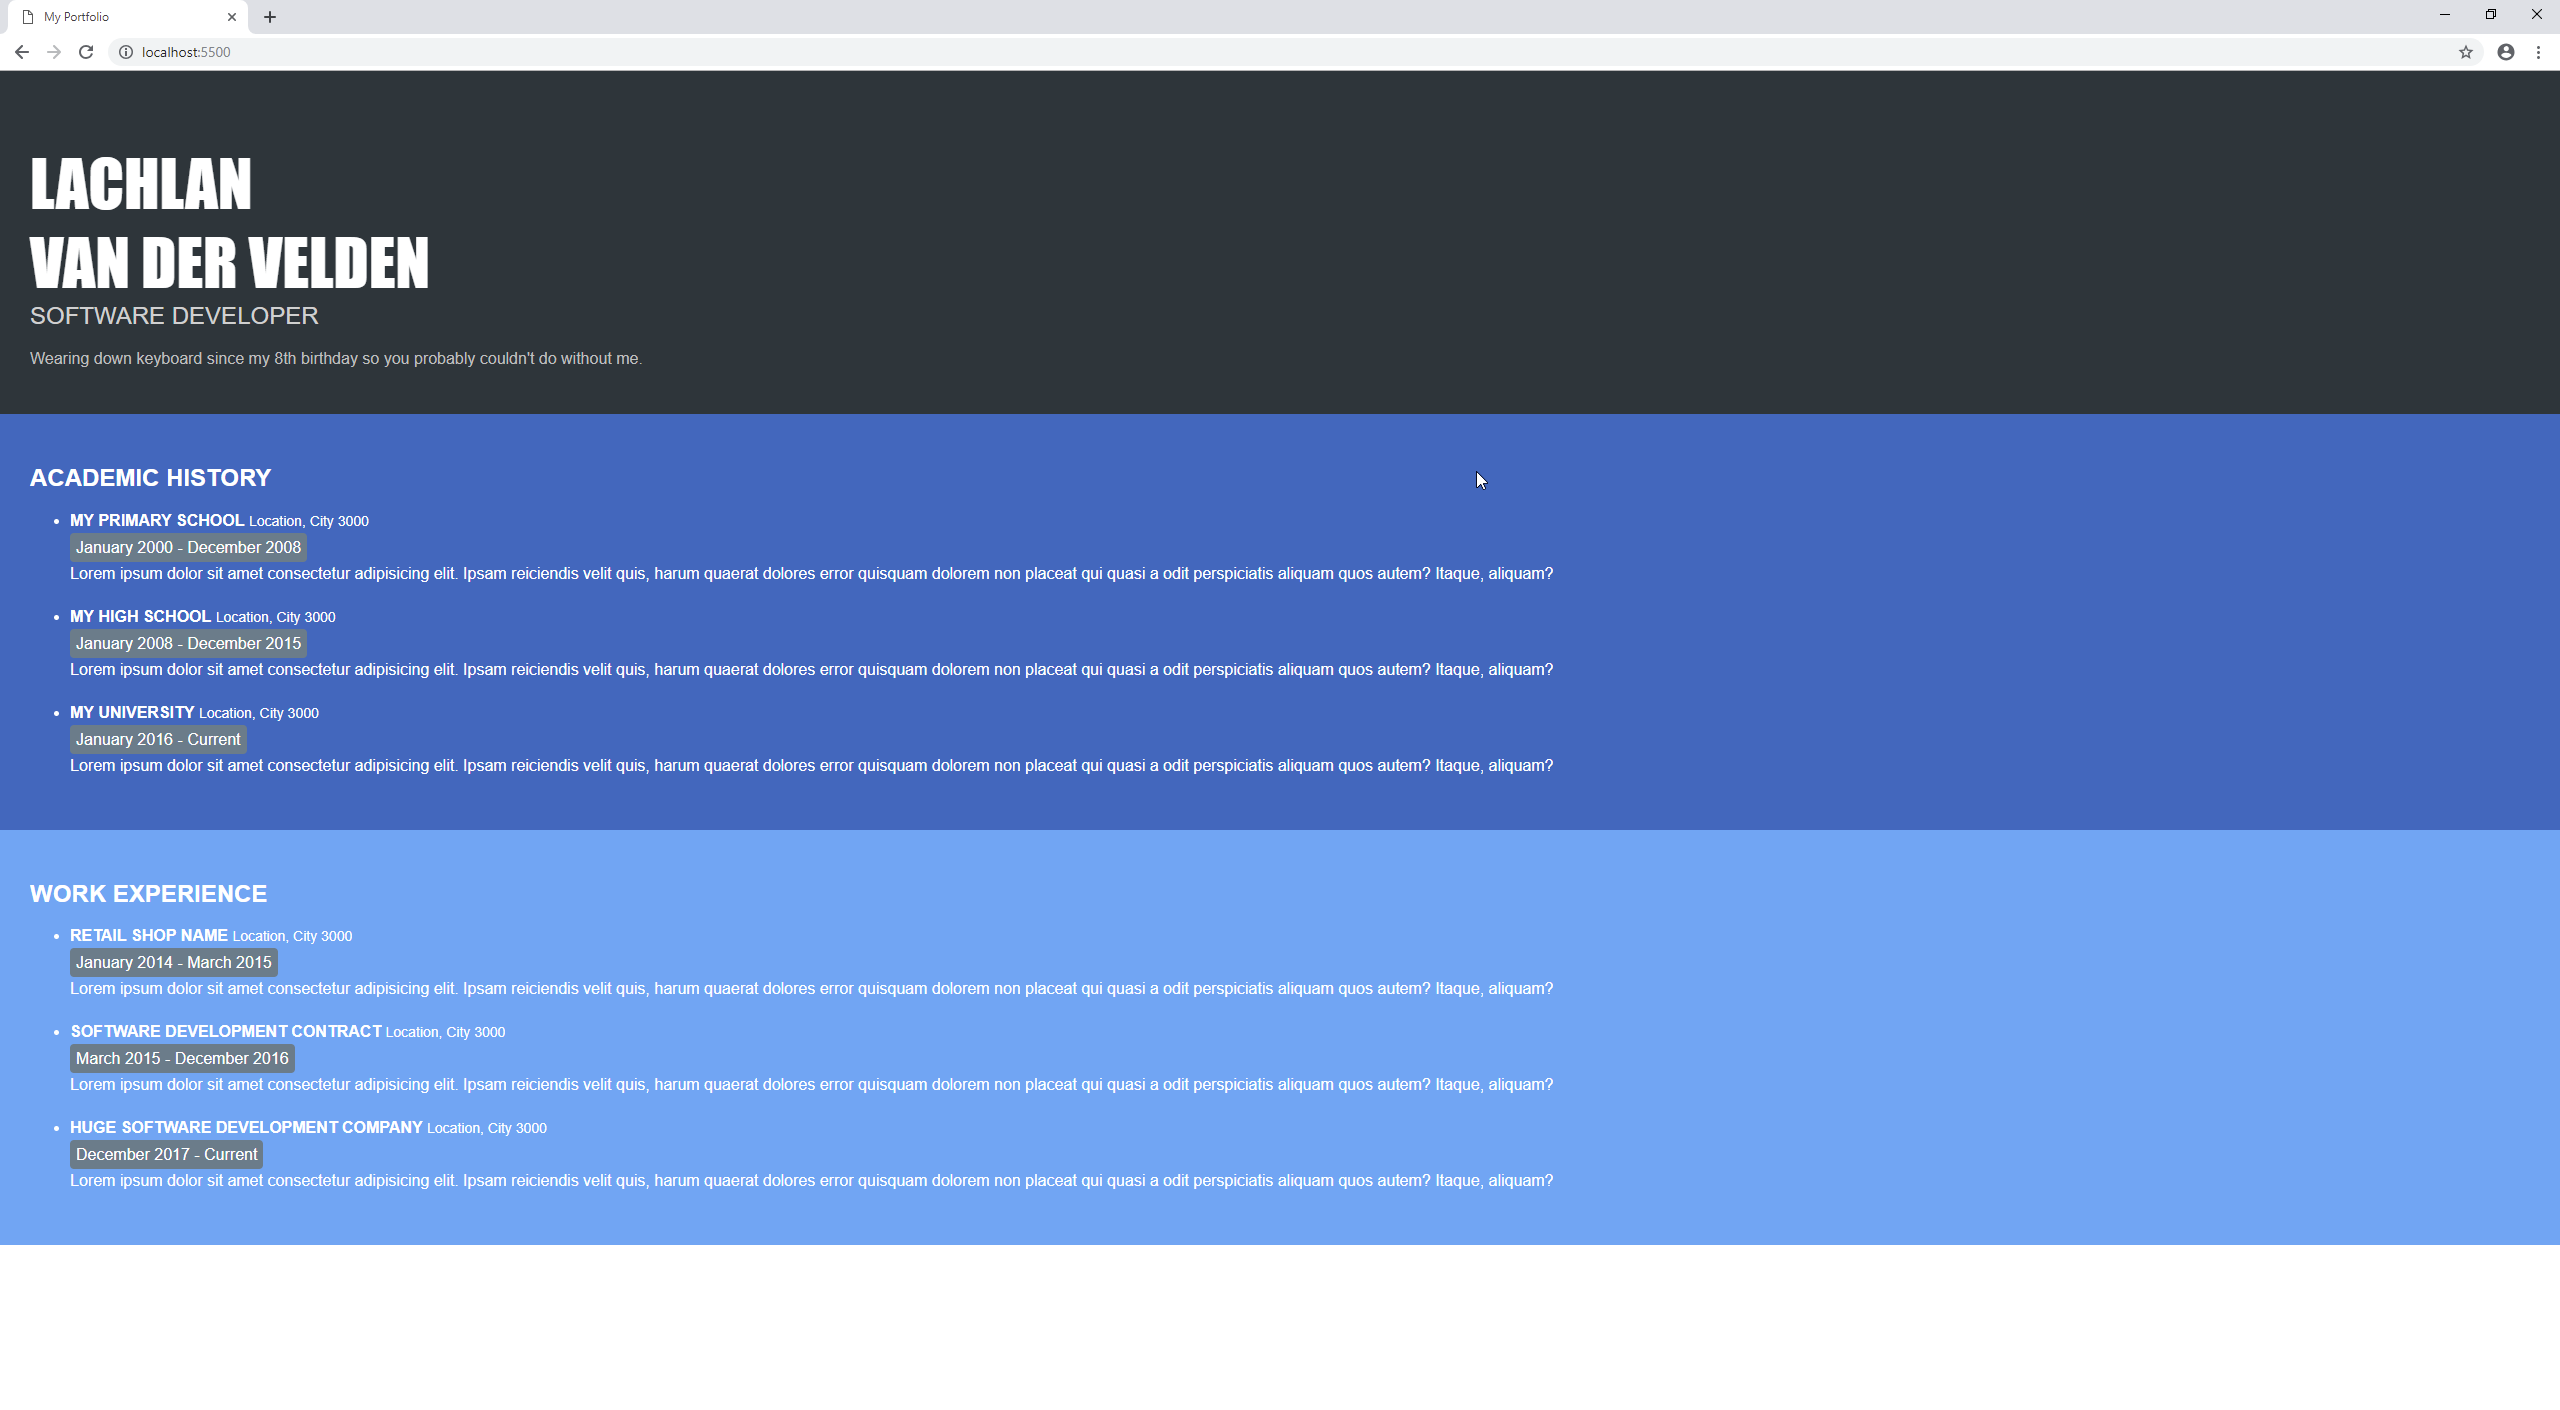 My Portfolio
localhost:5500
LACHLAN
VAN DER VELDEN
SOFTWARE DEVELOPER
Wearing down keyboard since my 8th birthday so you probably couldn't do without me.
ACADEMIC HISTORY
MY PRIMARY SCHOOL Location, City 3000
January 2000 - December 2008
Lorem ipsum dolor sit amet consectetur adipisicing elit. Ipsam reiciendis velit quis, harum quaerat dolores error quisquam dolorem non placeat qui quasi a odit perspiciatis aliquam quos autem? Itaque, aliquam?
MY HIGH SCHOOL Location, City 3000
January 2008 - December 2015
Lorem ipsum dolor sit amet consectetur adipisicing elit. Ipsam reiciendis velit quis, harum quaerat dolores error quisquam dolorem non placeat qui quasi a odit perspiciatis aliquam quos autem? Itaque, aliquam?
MY UNIVERSITY Location, City 3000
January 2016 - Current
Lorem ipsum dolor sit amet consectetur adipisicing elit. Ipsam reiciendis velit quis, harum quaerat dolores error quisquam dolorem non placeat qui quasi a odit perspiciatis aliquam quos autem? Itaque, aliquam?
WORK EXPERIENCE
RETAIL SHOP NAME Location, City 3000
January 2014 - March 2015
Lorem ipsum dolor sit amet consectetur adipisicing elit. Ipsam reiciendis velit quis, harum quaerat dolores error quisquam dolorem non placeat qui quasi a odit perspiciatis aliquam quos autem? Itaque, aliquam?
SOFTWARE DEVELOPMENT CONTRACT Location, City 3000
March 2015 - December 2016
Lorem ipsum dolor sit amet consectetur adipisicing elit. Ipsam reiciendis velit quis, harum quaerat dolores error quisquam dolorem non placeat qui quasi a odit perspiciatis aliquam quos autem? Itaque, aliquam?
HUGE SOFTWARE DEVELOPMENT COMPANY Location, City 3000
December 2017 - Current
Lorem ipsum dolor sit amet consectetur adipisicing elit. Ipsam reiciendis velit quis, harum quaerat dolores error quisquam dolorem non placeat qui quasi a odit perspiciatis aliquam quos autem? Itaque, aliquam?